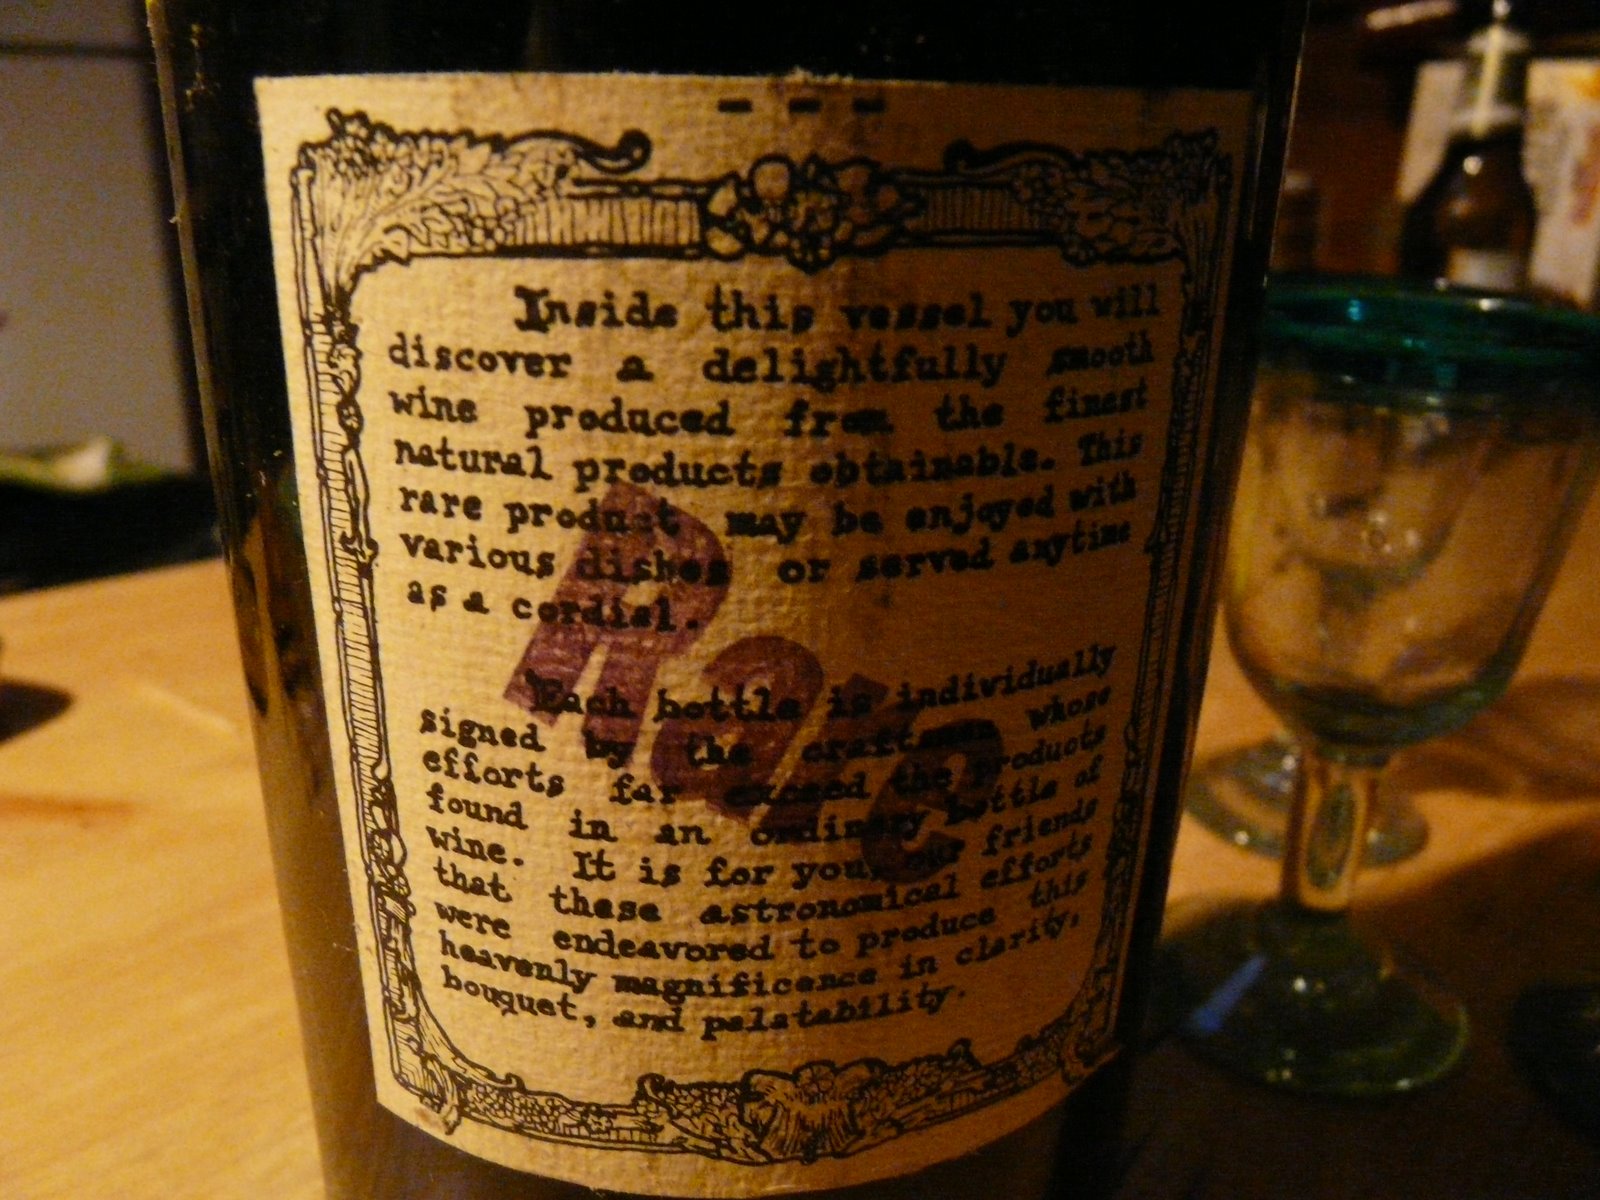 - - -
Inside this vessel you will
discover a delightfully smooth
wine produced from the finest
natural products obtainable. This
rare product may be enjoyed with
various dishes or served anytime
as a cordial.
Rare
Each bottle is individually
signed by the craftsman whose
efforts far exceed the products
found in an ordinary bottle of
wine. It is for you, our friends
that these astronomical efforts
were endeavored to produce this
heavenly magnificence in clarity,
bouquet, and palatability.